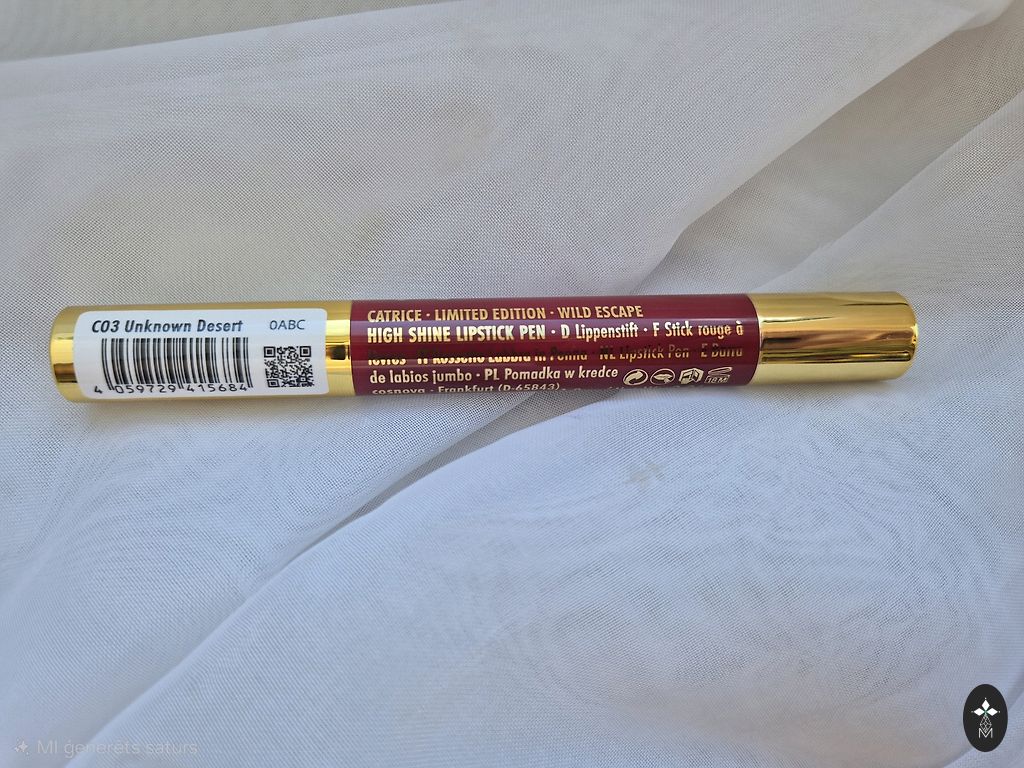 C03 Unknown Desert
0ABC
4 059729 415684
CATRICE · LIMITED EDITION · WILD ESCAPE
HIGH SHINE LIPSTICK PEN · D Lippenstift · F Stick rouge à
lèvres · Rossetto Labbra in Penna · NL Lipstick Pen · E Barra
de labios jumbo · PL Pomadka w kredce
cosnova · Frankfurt (D-65843)
18 M
MI ģenerēts saturs
M